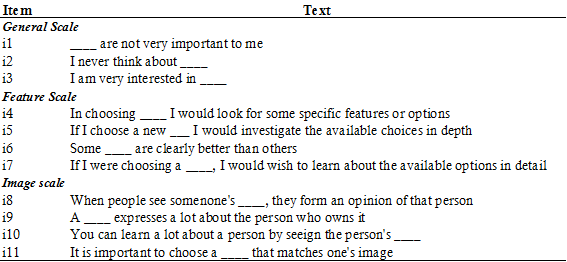 Item Text
General Scale
i1 ____ are not very important to me
i2 I never think about ____
i3 I am very interested in ____
Feature Scale
i4 In choosing ____ I would look for some specific features or options
i5 If I choose a new ___ I would investigate the available choices in depth
i6 Some ____ are clearly better than others
i7 If I were choosing a ____, I would wish to learn about the available options in detail
Image scale
i8 When people see somenone's ____, they form an opinion of that person
i9 A ____ expresses a lot about the person who owns it
i10 You can learn a lot about a person by seeign the person's ____
i11 It is important to choose a ____ that matches one's image